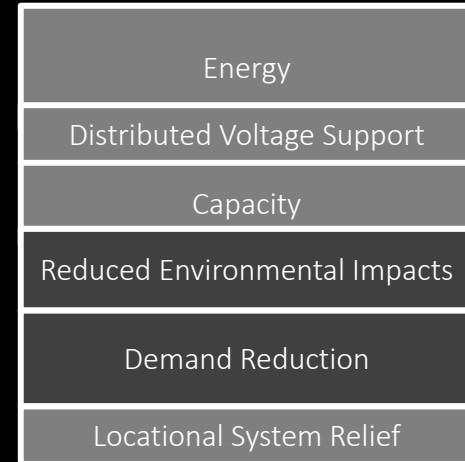 Energy
Distributed Voltage Support
Capacity
Reduced Environmental Impacts
Demand Reduction
Locational System Relief